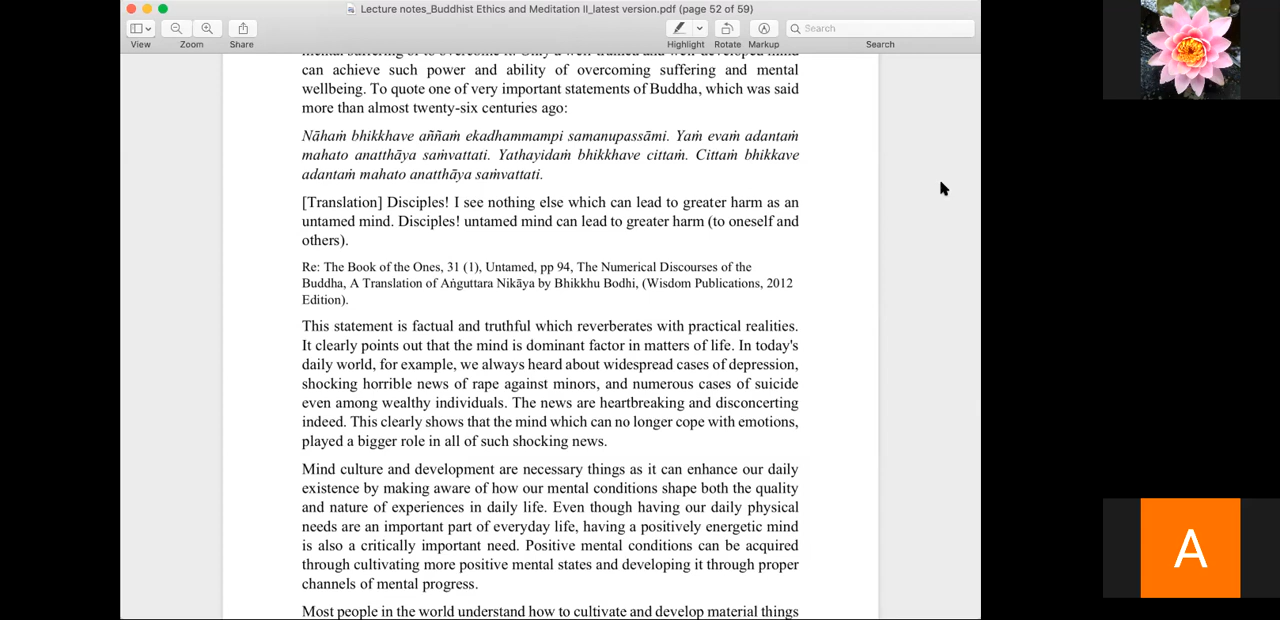 Lecture notes_Buddhist Ethics and Meditation II_latest version.pdf (page 52 of 59)
View Zoom Share Highlight Rotate Markup Search
Search
can achieve such power and ability of overcoming suffering and mental
wellbeing. To quote one of very important statements of Buddha, which was said
more than almost twenty-six centuries ago:
Nāhaṁ bhikkhave aññaṁ ekadhammampi samanupassāmi. Yaṁ evaṁ adantaṁ
mahato anatthāya saṁvattati. Yathayidaṁ bhikkhave cittaṁ. Cittaṁ bhikkave
adantaṁ mahato anatthāya saṁvattati.
[Translation] Disciples! I see nothing else which can lead to greater harm as an
untamed mind. Disciples! untamed mind can lead to greater harm (to oneself and
others).
Re: The Book of the Ones, 31 (1), Untamed, pp 94, The Numerical Discourses of the
Buddha, A Translation of Aṅguttara Nikāya by Bhikkhu Bodhi, (Wisdom Publications, 2012
Edition).
This statement is factual and truthful which reverberates with practical realities.
It clearly points out that the mind is dominant factor in matters of life. In today's
daily world, for example, we always heard about widespread cases of depression,
shocking horrible news of rape against minors, and numerous cases of suicide
even among wealthy individuals. The news are heartbreaking and disconcerting
indeed. This clearly shows that the mind which can no longer cope with emotions,
played a bigger role in all of such shocking news.
Mind culture and development are necessary things as it can enhance our daily
existence by making aware of how our mental conditions shape both the quality
and nature of experiences in daily life. Even though having our daily physical
needs are an important part of everyday life, having a positively energetic mind
is also a critically important need. Positive mental conditions can be acquired
through cultivating more positive mental states and developing it through proper
channels of mental progress.
Most people in the world understand how to cultivate and develop material things
A